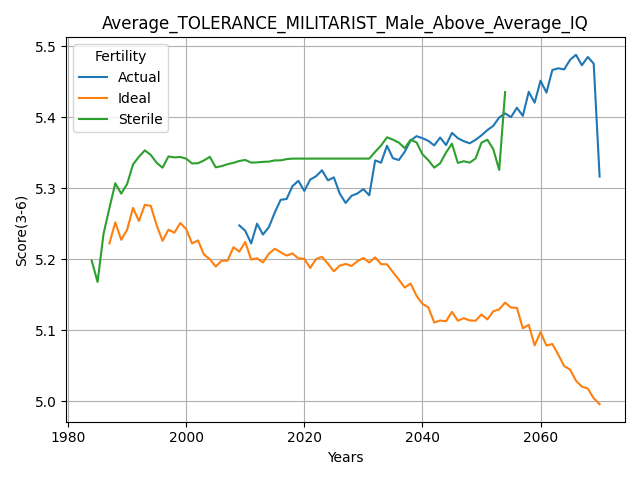 Average_TOLERANCE_MILITARIST_Male_Above_Average_IQ
Fertility
Actual
Ideal
Sterile
Score(3-6)
5.5
5.4
5.3
5.2
5.1
5.0
1980 2000 2020 2040 2060
Years